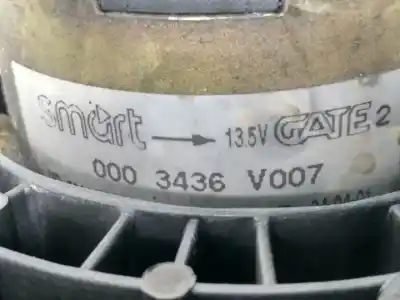 smart → 13.5V GATE 2
000 3436 V007